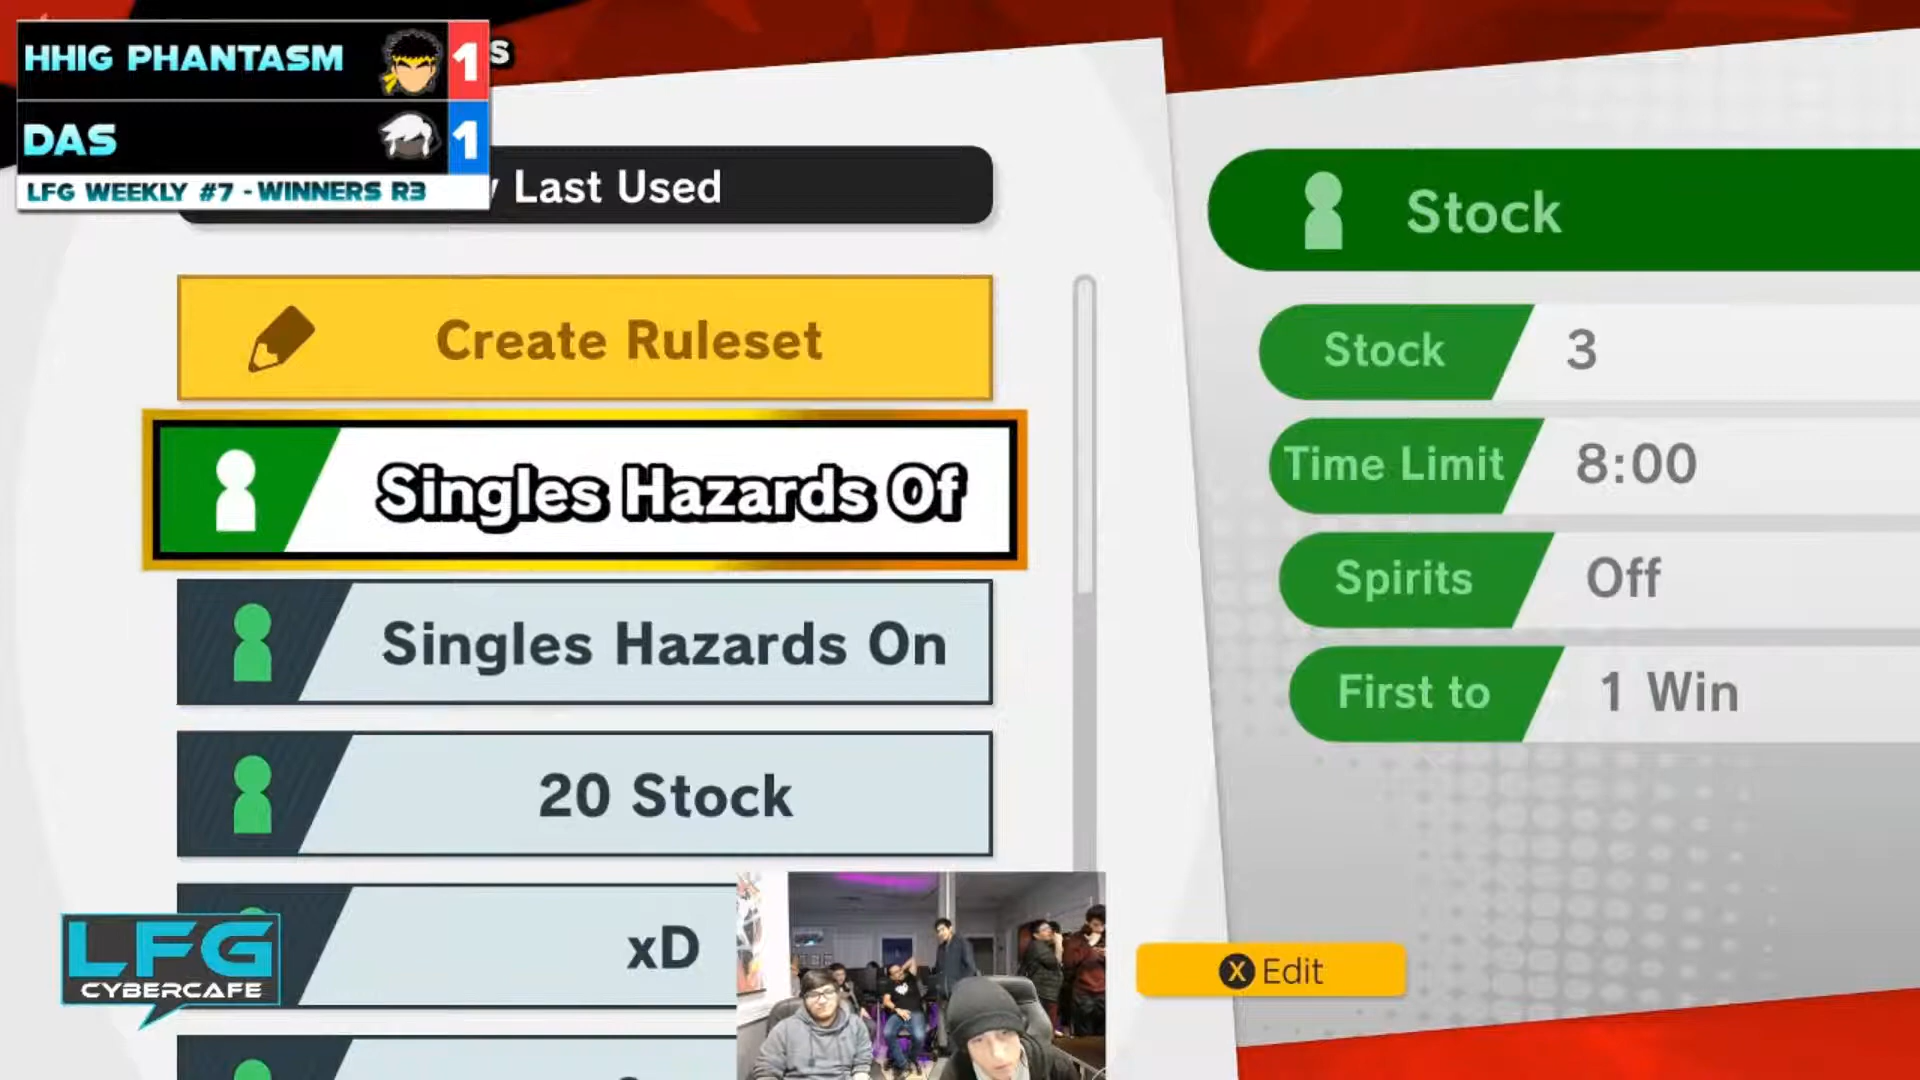 HHIG PHANTASM 1
DAS 1
LFG WEEKLY #7 - WINNERS R3
s
Last Used
Create Ruleset
Singles Hazards Of
Singles Hazards On
20 Stock
xD
Stock
Stock 3
Time Limit 8:00
Spirits Off
First to 1 Win
X Edit
LFG
CYBERCAFE